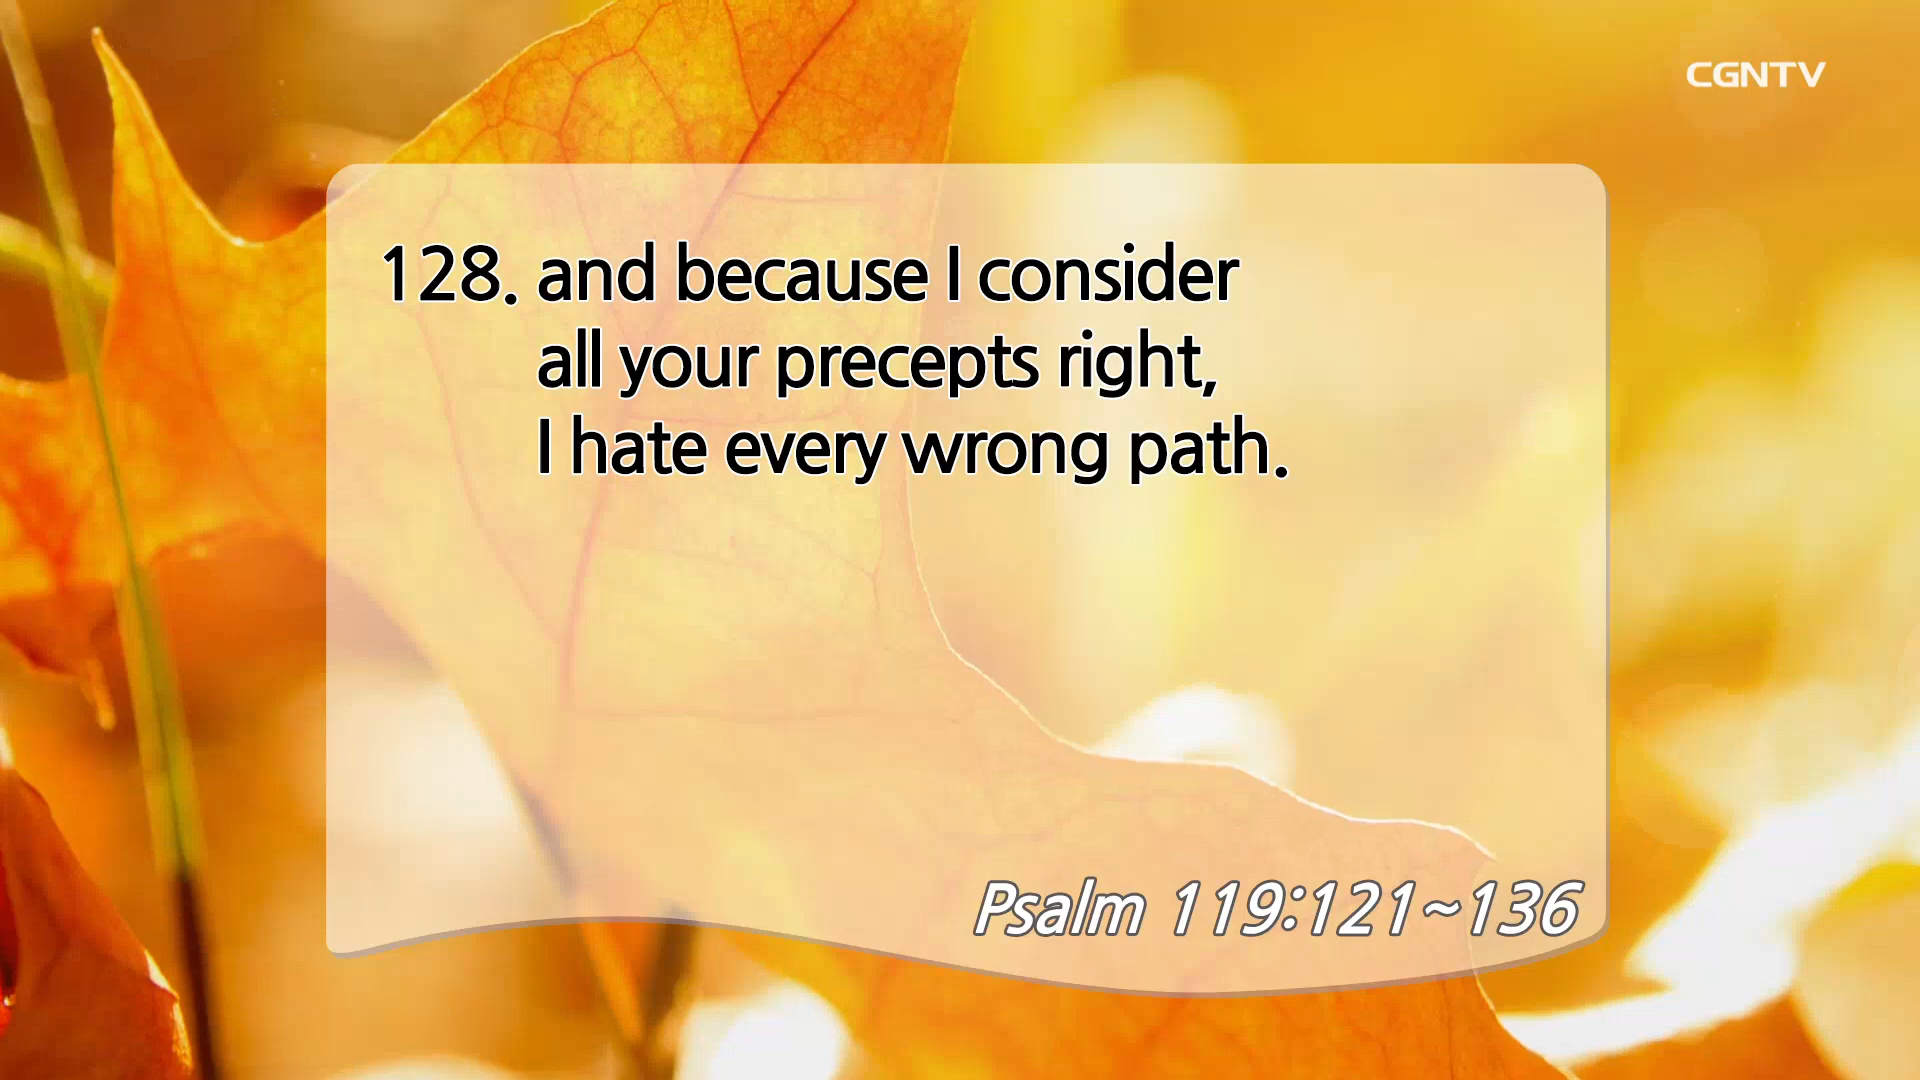 CGNTV
128. and because I consider
all your precepts right,
I hate every wrong path.
Psalm 119:121~136